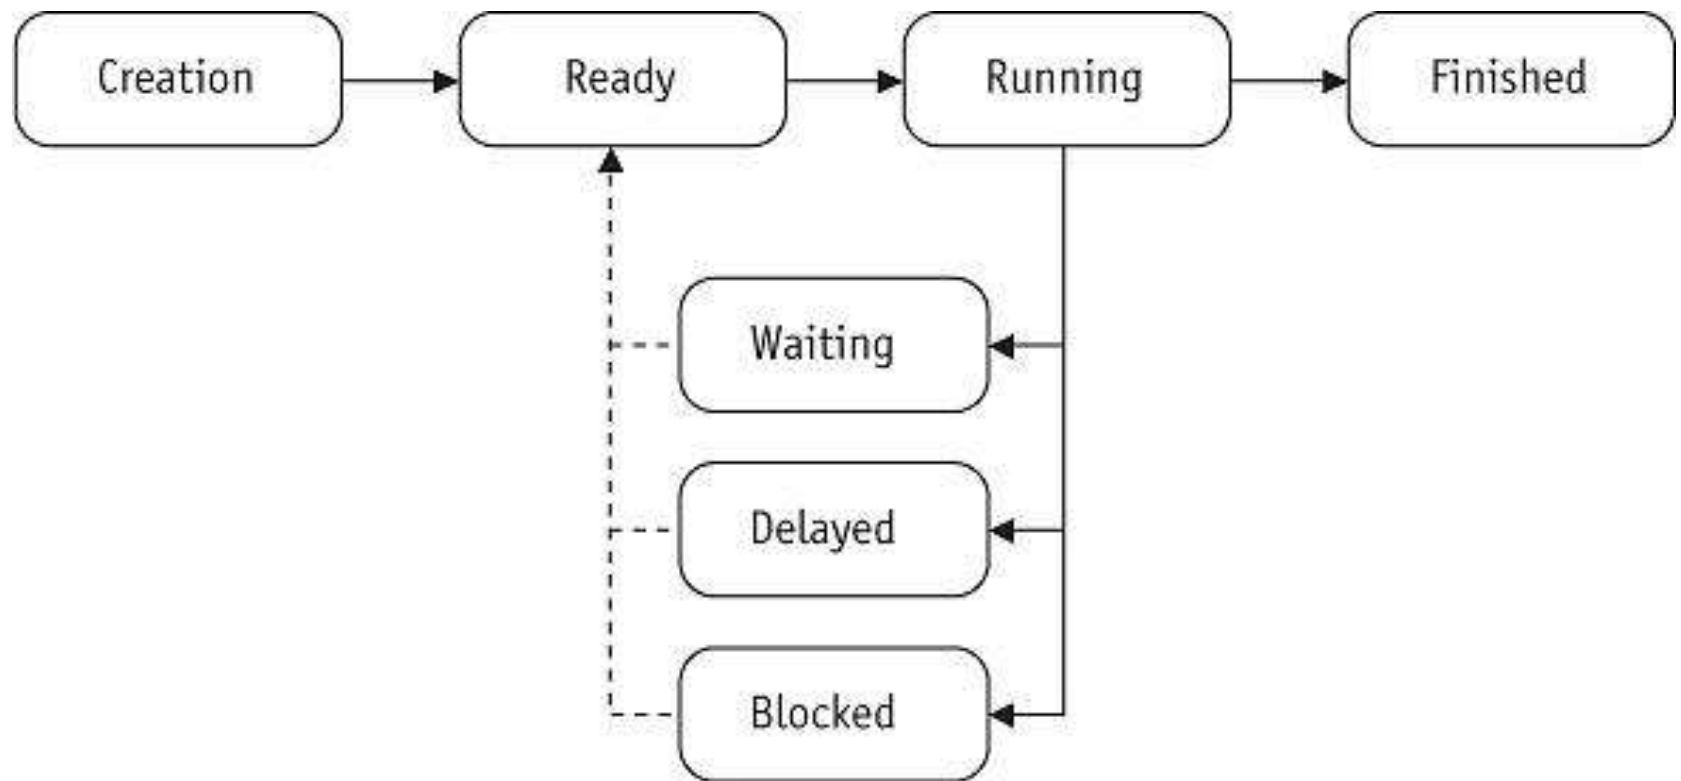 Creation
Ready
Running
Finished
Waiting
Delayed
Blocked